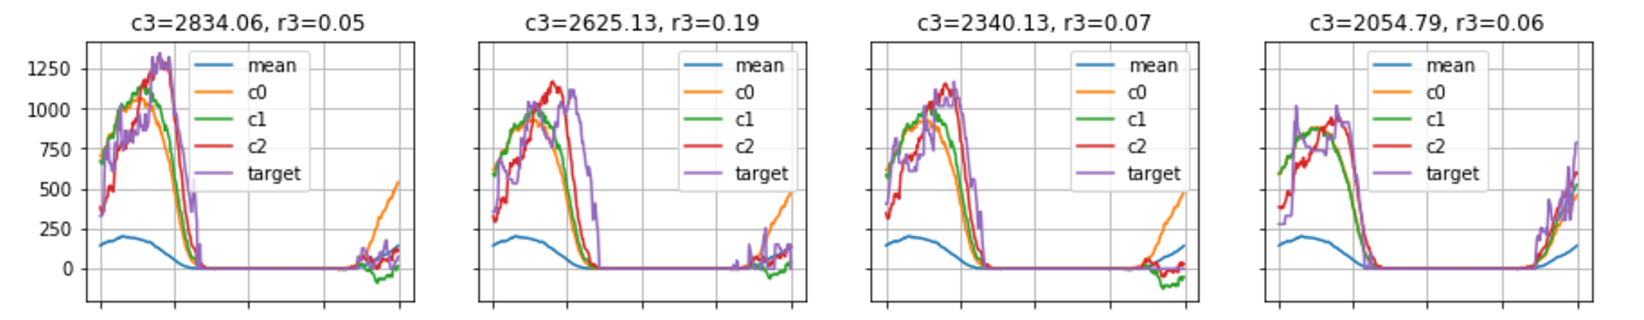 c3=2834.06, r3=0.05
c3=2625.13, r3=0.19
c3=2340.13, r3=0.07
c3=2054.79, r3=0.06
1250
1000
750
500
250
0
mean
c0
c1
c2
target
mean
c0
c1
c2
target
mean
c0
c1
c2
target
mean
c0
c1
c2
target